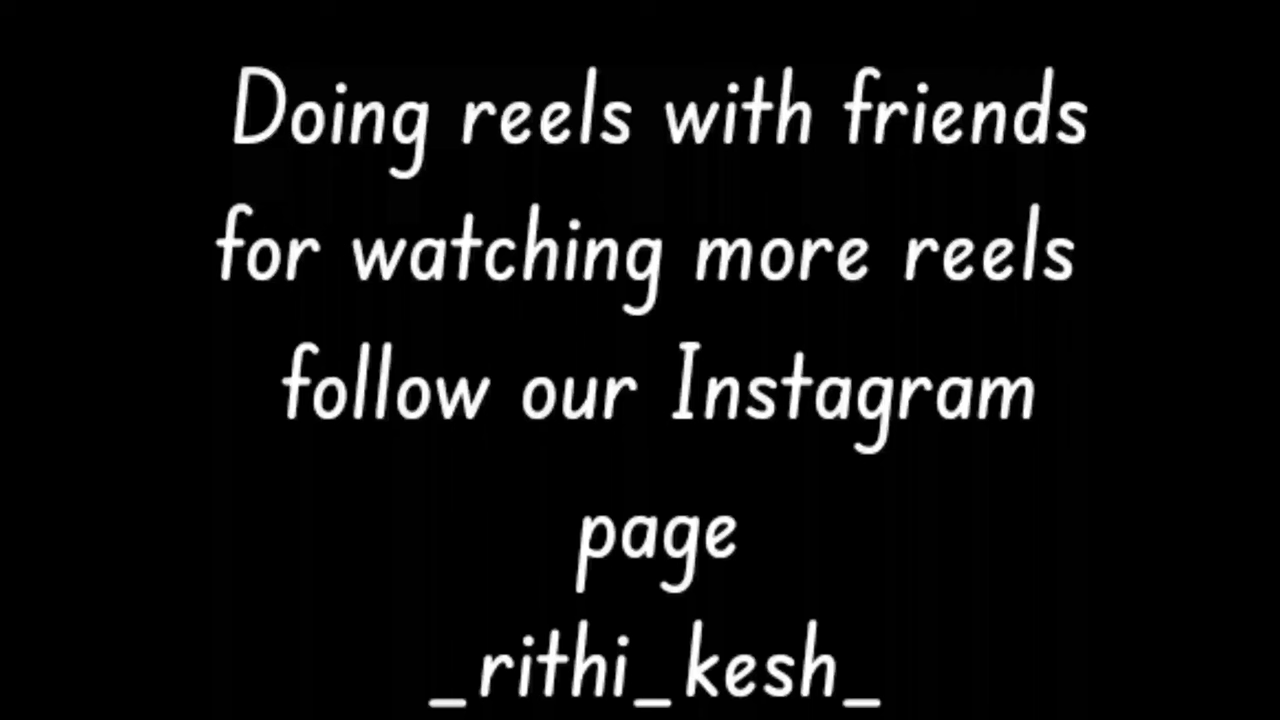 Doing reels with friends
for watching more reels
follow our Instagram
page
_rithi_kesh_